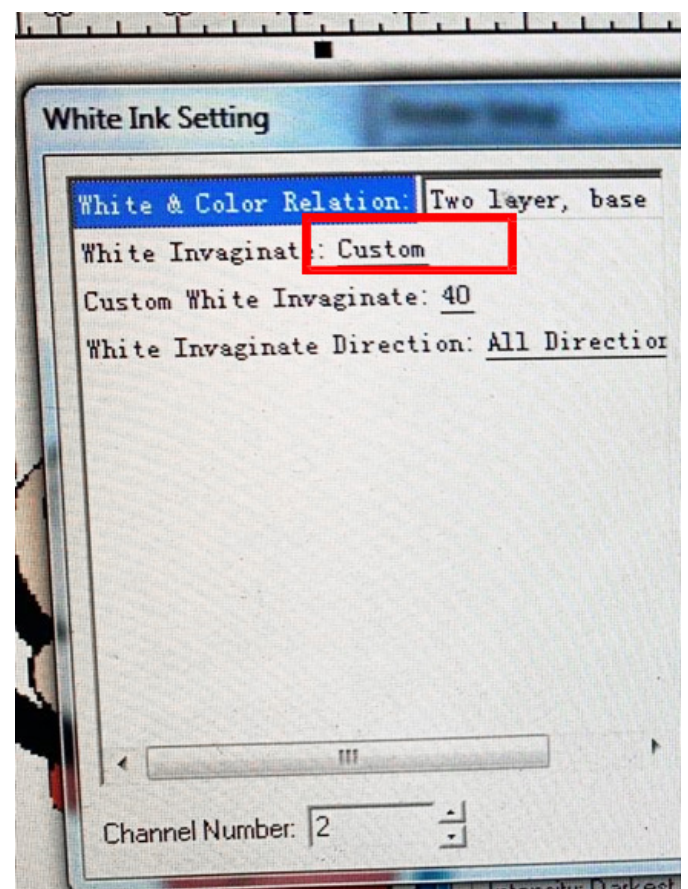 White Ink Setting
White & Color Relation: Two layer, base
White Invaginate: Custom
Custom White Invaginate: 40
White Invaginate Direction: All Direction
Channel Number: 2